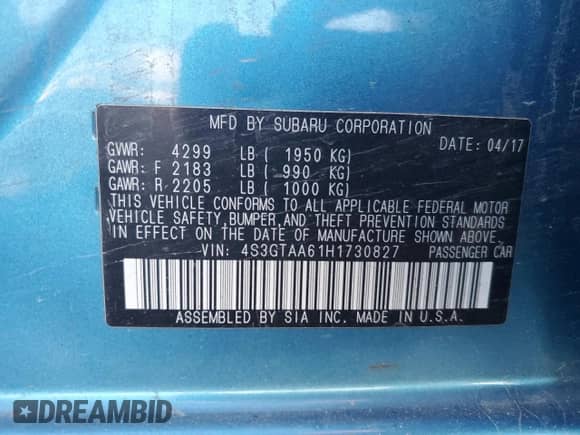 MFD BY SUBARU CORPORATION
DATE: 04/17
GVWR: 4299 LB ( 1950 KG)
GAWR: F 2183 LB ( 990 KG)
GAWR: R 2205 LB ( 1000 KG)
THIS VEHICLE CONFORMS TO ALL APPLICABLE FEDERAL MOTOR
VEHICLE SAFETY, BUMPER, AND THEFT PREVENTION STANDARDS
IN EFFECT ON THE DATE OF MANUFACTURE SHOWN ABOVE.
VIN: 4S3GTAA61H1730827 PASSENGER CAR
ASSEMBLED BY SIA INC. MADE IN U.S.A.
DREAMBID